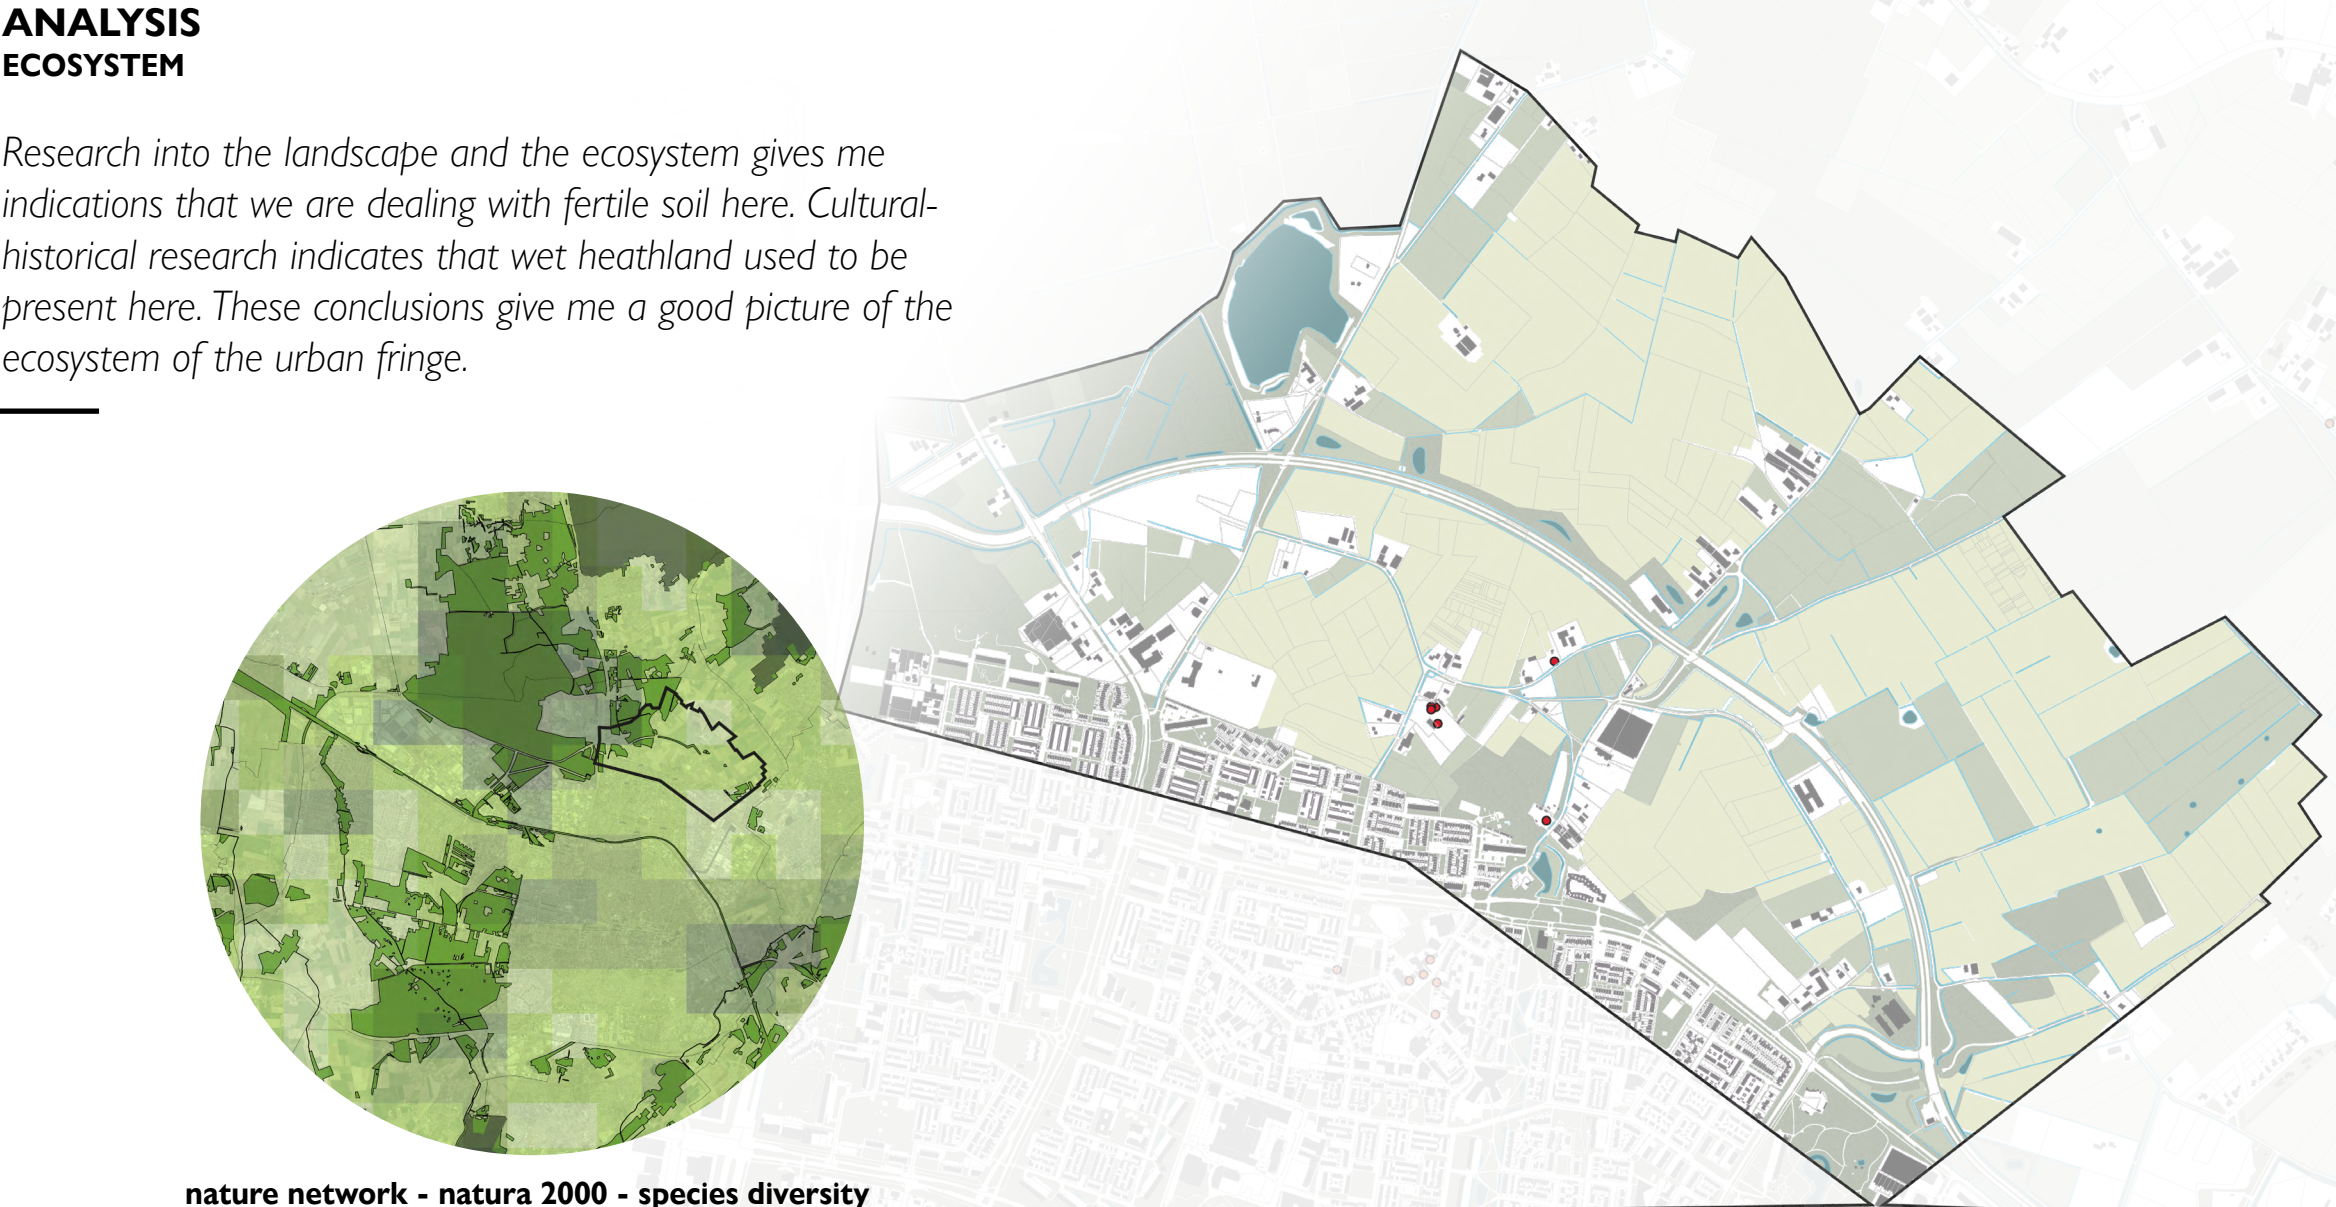 ANALYSIS
ECOSYSTEM
Research into the landscape and the ecosystem gives me
indications that we are dealing with fertile soil here. Cultural-
historical research indicates that wet heathland used to be
present here. These conclusions give me a good picture of the
ecosystem of the urban fringe.
nature network - natura 2000 - species diversity